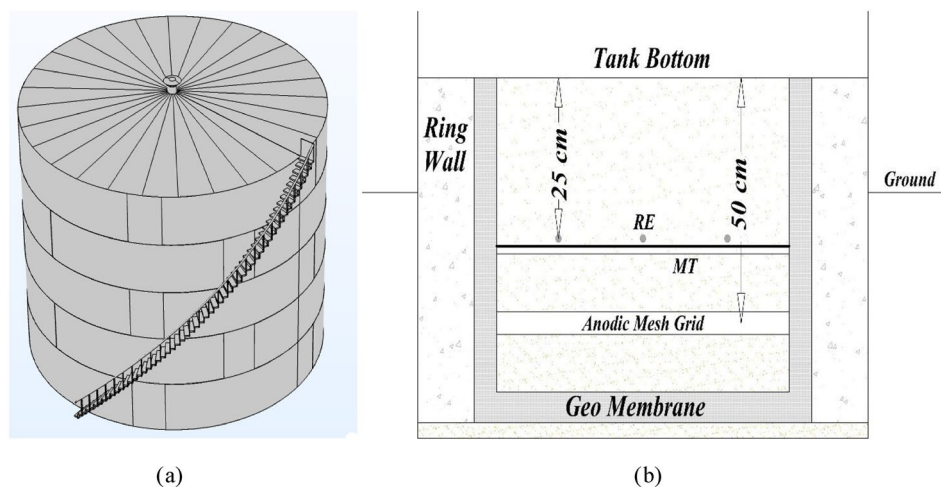 Tank Bottom
Ring
Wall
25 cm
50 cm
Ground
RE
MT
Anodic Mesh Grid
Geo Membrane
(a)
(b)